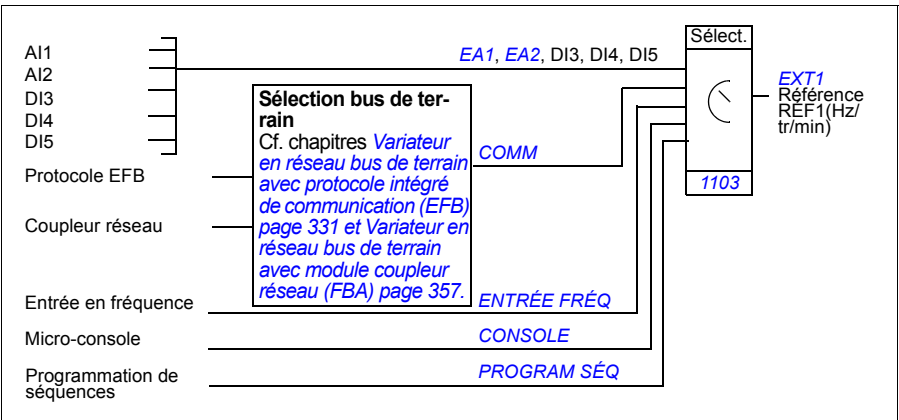 AI1
AI2
DI3
DI4
DI5
Protocole EFB
Coupleur réseau
Entrée en fréquence
Micro-console
Programmation de
séquences
Sélection bus de ter-
rain
Cf. chapitres Variateur
en réseau bus de terrain
avec protocole intégré
de communication (EFB)
page 331 et Variateur en
réseau bus de terrain
avec module coupleur
réseau (FBA) page 357.
EA1, EA2, DI3, DI4, DI5
COMM
ENTRÉE FRÉQ
CONSOLE
PROGRAM SÉQ
Sélect.
1103
EXT1
Référence
RÉF1(Hz/
tr/min)